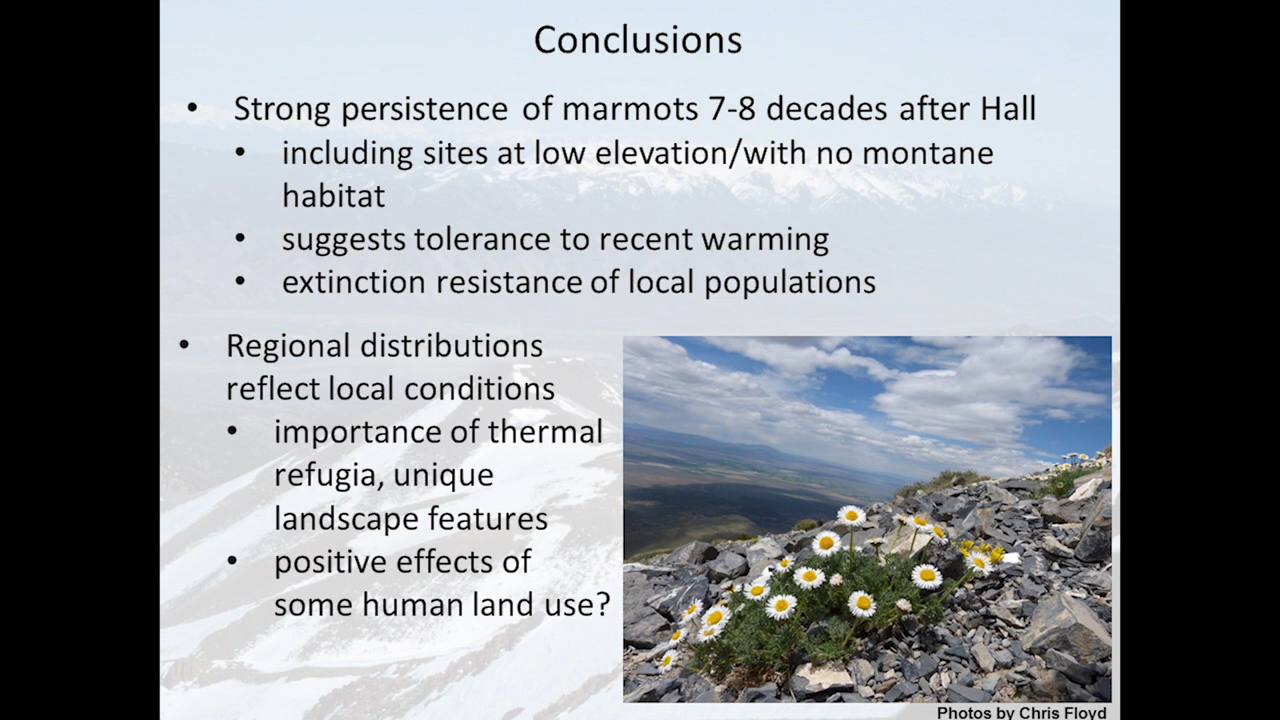 Conclusions
• Strong persistence of marmots 7-8 decades after Hall
• including sites at low elevation/with no montane
habitat
• suggests tolerance to recent warming
• extinction resistance of local populations
• Regional distributions
reflect local conditions
• importance of thermal
refugia, unique
landscape features
• positive effects of
some human land use?
Photos by Chris Floyd